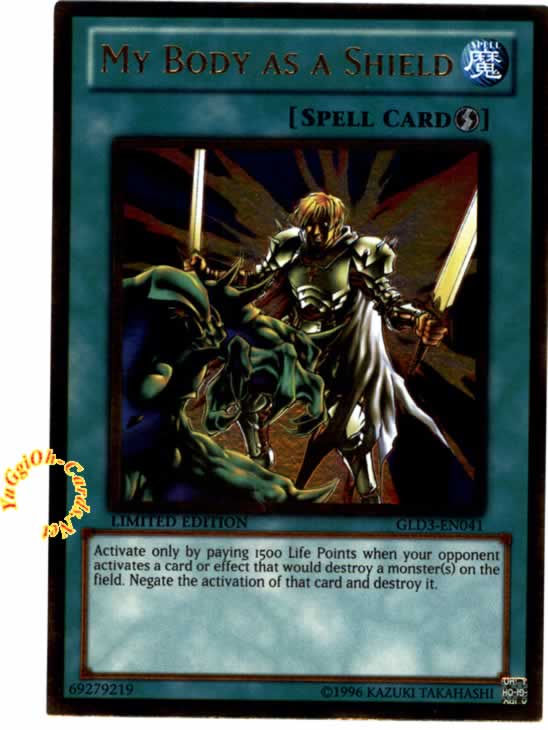 My Body as a Shield
SPELL
魔
[Spell Card]
LIMITED EDITION
GLD3-EN041
Activate only by paying 1500 Life Points when your opponent
activates a card or effect that would destroy a monster(s) on the
field. Negate the activation of that card and destroy it.
69279219
©1996 KAZUKI TAKAHASHI
YuGgiOh-Cards.Net